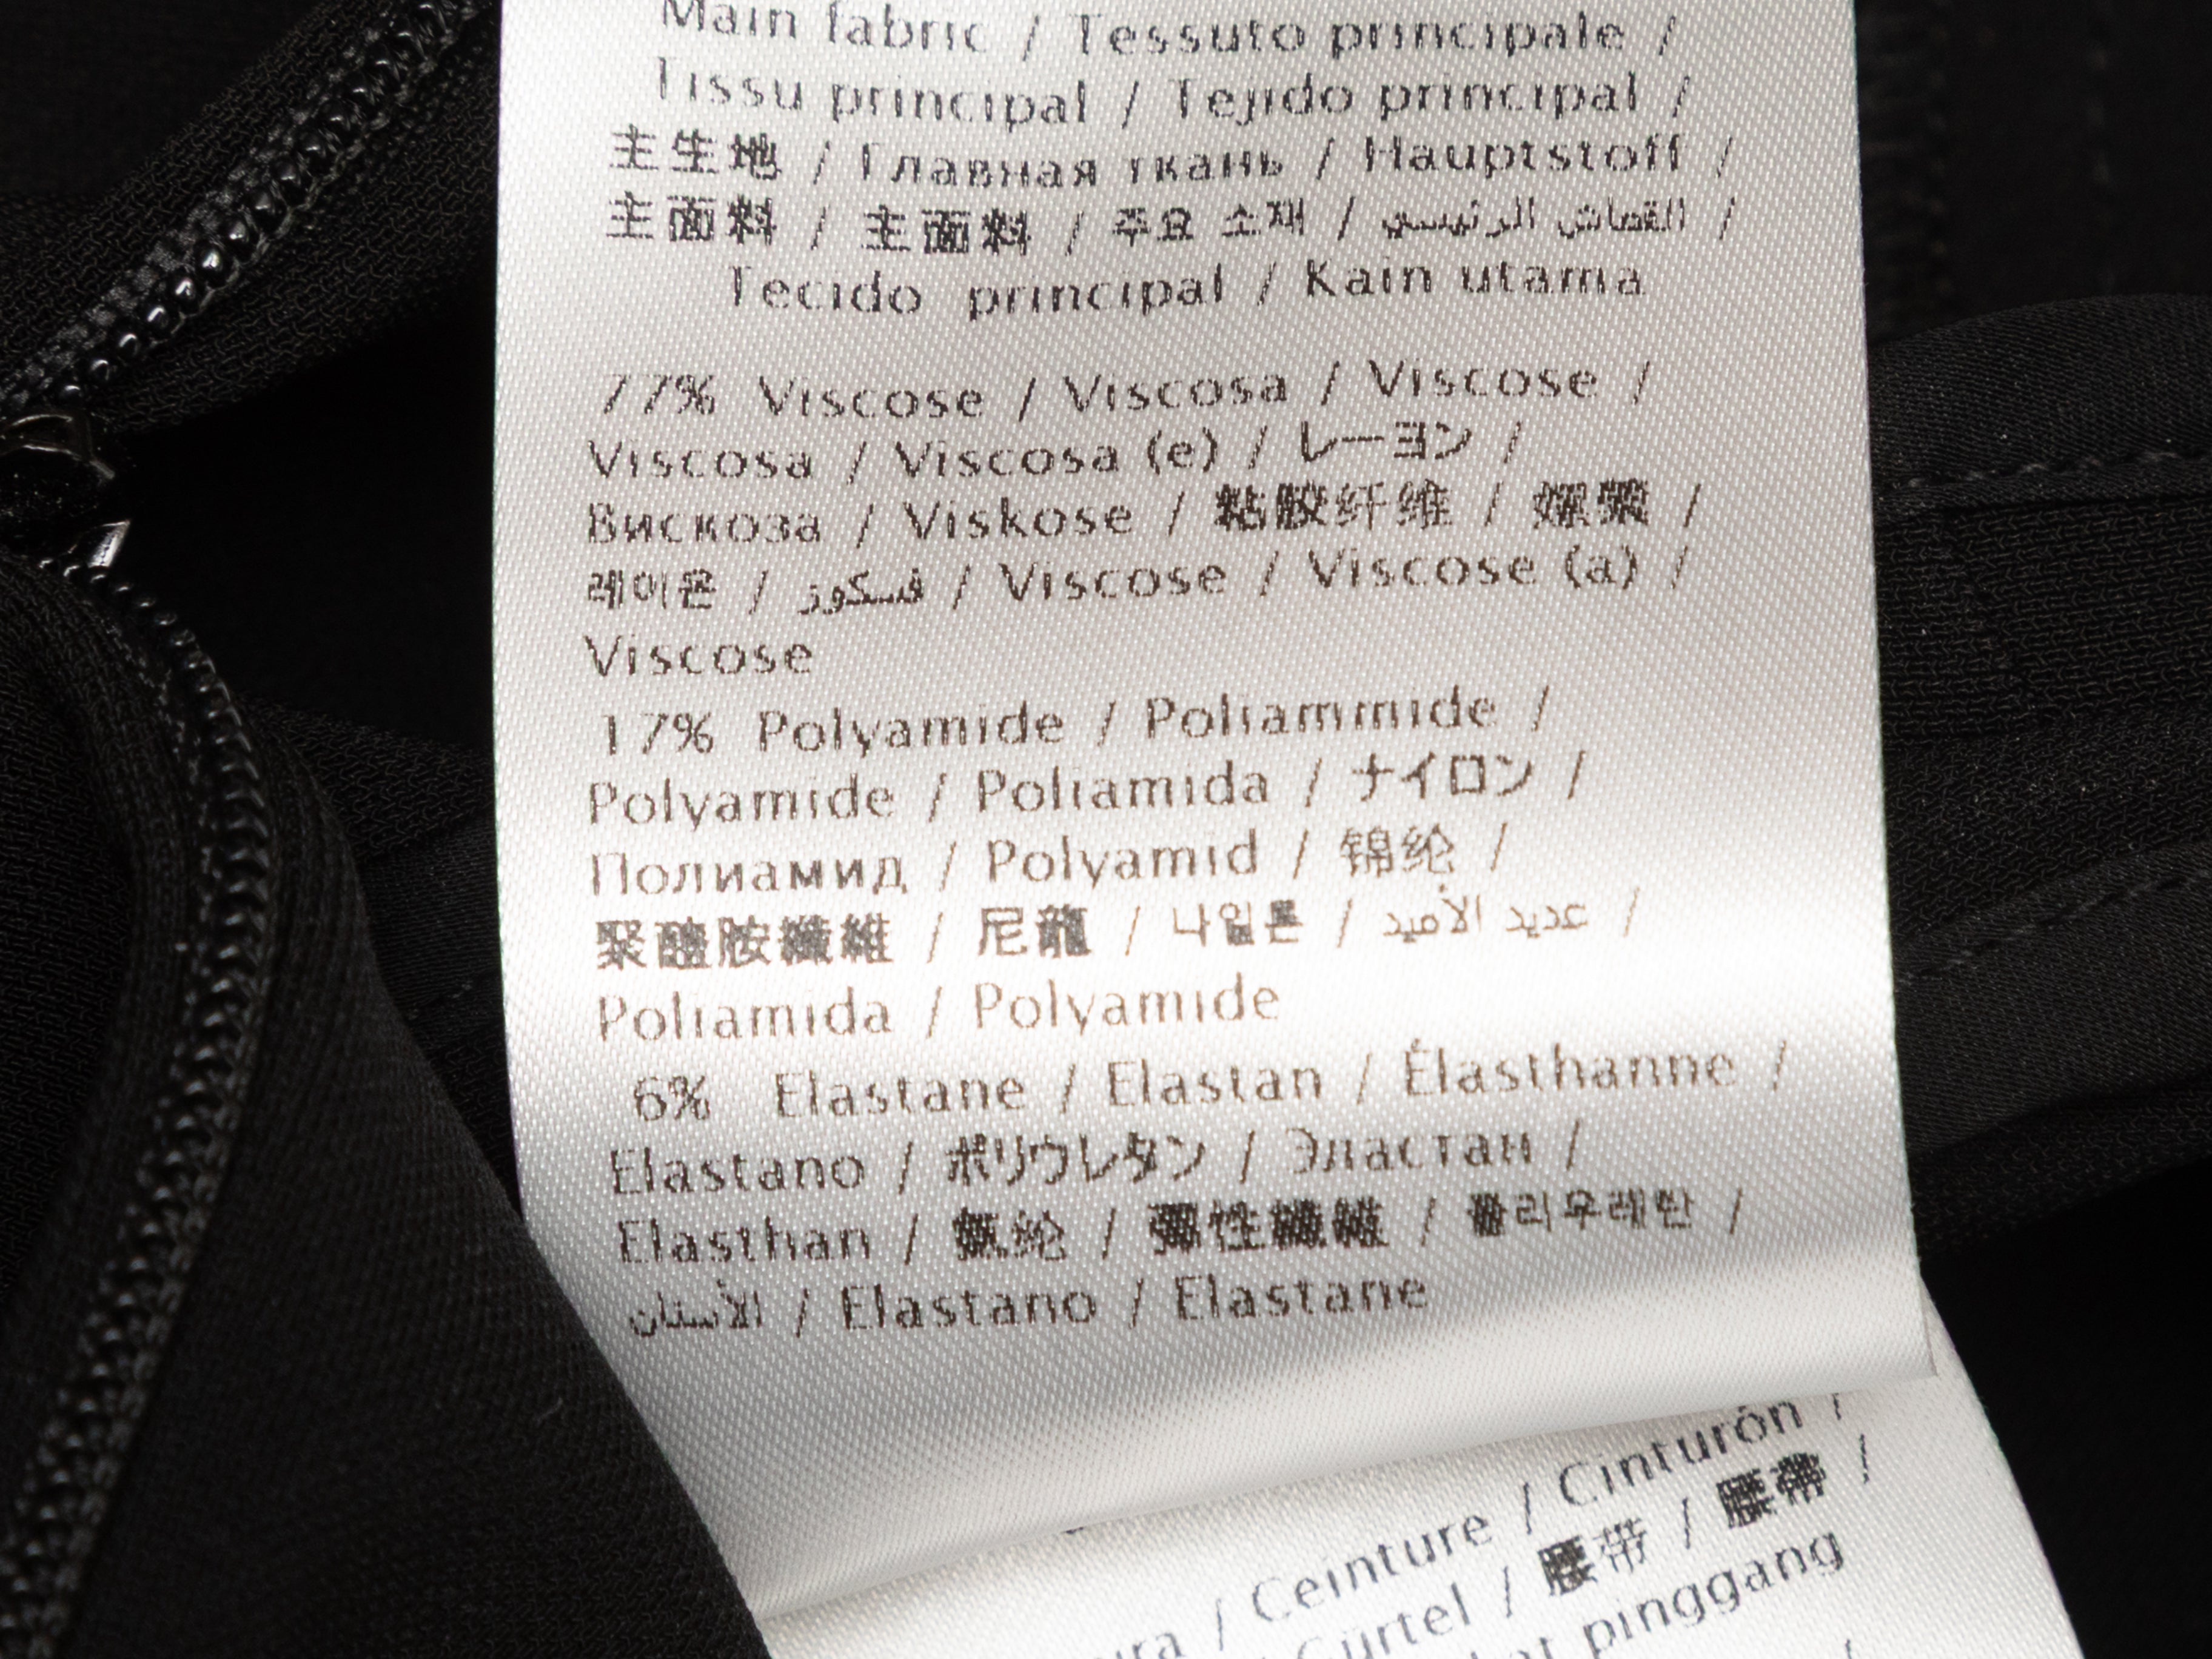 Main fabric / Tessuto principale /
Tissu principal / Tejido principal /
主生地 / Главная ткань / Hauptstoff /
主面料 / 主面料 / 주요 소재 / القماش الرئيسي /
Tecido principal / Kain utama
77% Viscose / Viscosa / Viscose /
Viscosa / Viscosa (e) / レーヨン /
Вискоза / Viskose / 粘胶纤维 / 嫘縈 /
레이온 / فسكوز / Viscose / Viscose (a) /
Viscose
17% Polyamide / Poliammide /
Polyamide / Poliamida / ナイロン /
Полиамид / Polyamid / 锦纶 /
聚醯胺纖維 / 尼龍 / 나일론 / عديد الأميد /
Poliamida / Polyamide
6% Elastane / Elastan / Élasthanne /
Elastano / ポリウレタン / Эластан /
Elasthan / 氨纶 / 彈性纖維 / 폴리우레탄 /
الأستان / Elastano / Elastane
/ Ceinture / Cinturón /
/ Gürtel / 腰带 / 腰帶 /
pinggang